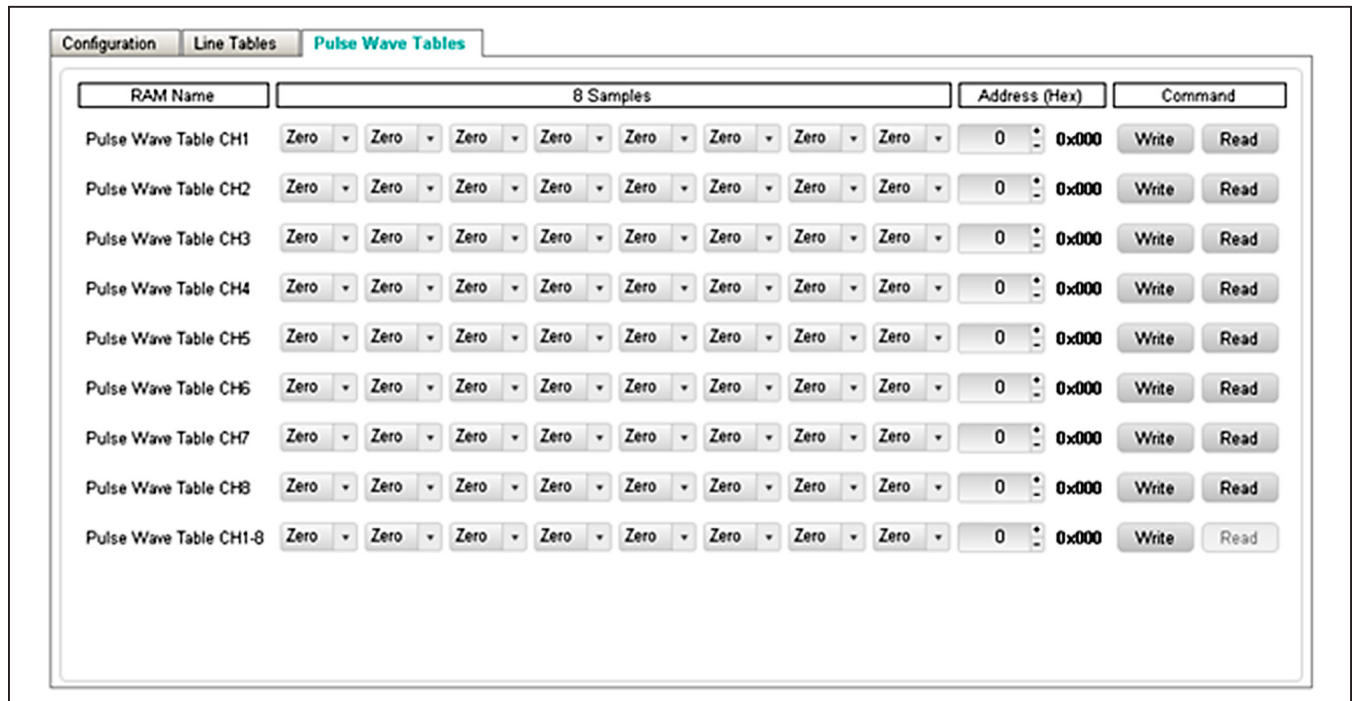 Configuration Line Tables Pulse Wave Tables
RAM Name 8 Samples Address (Hex) Command
Pulse Wave Table CH1 Zero Zero Zero Zero Zero Zero Zero Zero 0 0x000 Write Read
Pulse Wave Table CH2 Zero Zero Zero Zero Zero Zero Zero Zero 0 0x000 Write Read
Pulse Wave Table CH3 Zero Zero Zero Zero Zero Zero Zero Zero 0 0x000 Write Read
Pulse Wave Table CH4 Zero Zero Zero Zero Zero Zero Zero Zero 0 0x000 Write Read
Pulse Wave Table CH5 Zero Zero Zero Zero Zero Zero Zero Zero 0 0x000 Write Read
Pulse Wave Table CH6 Zero Zero Zero Zero Zero Zero Zero Zero 0 0x000 Write Read
Pulse Wave Table CH7 Zero Zero Zero Zero Zero Zero Zero Zero 0 0x000 Write Read
Pulse Wave Table CH8 Zero Zero Zero Zero Zero Zero Zero Zero 0 0x000 Write Read
Pulse Wave Table CH1-8 Zero Zero Zero Zero Zero Zero Zero Zero 0 0x000 Write Read